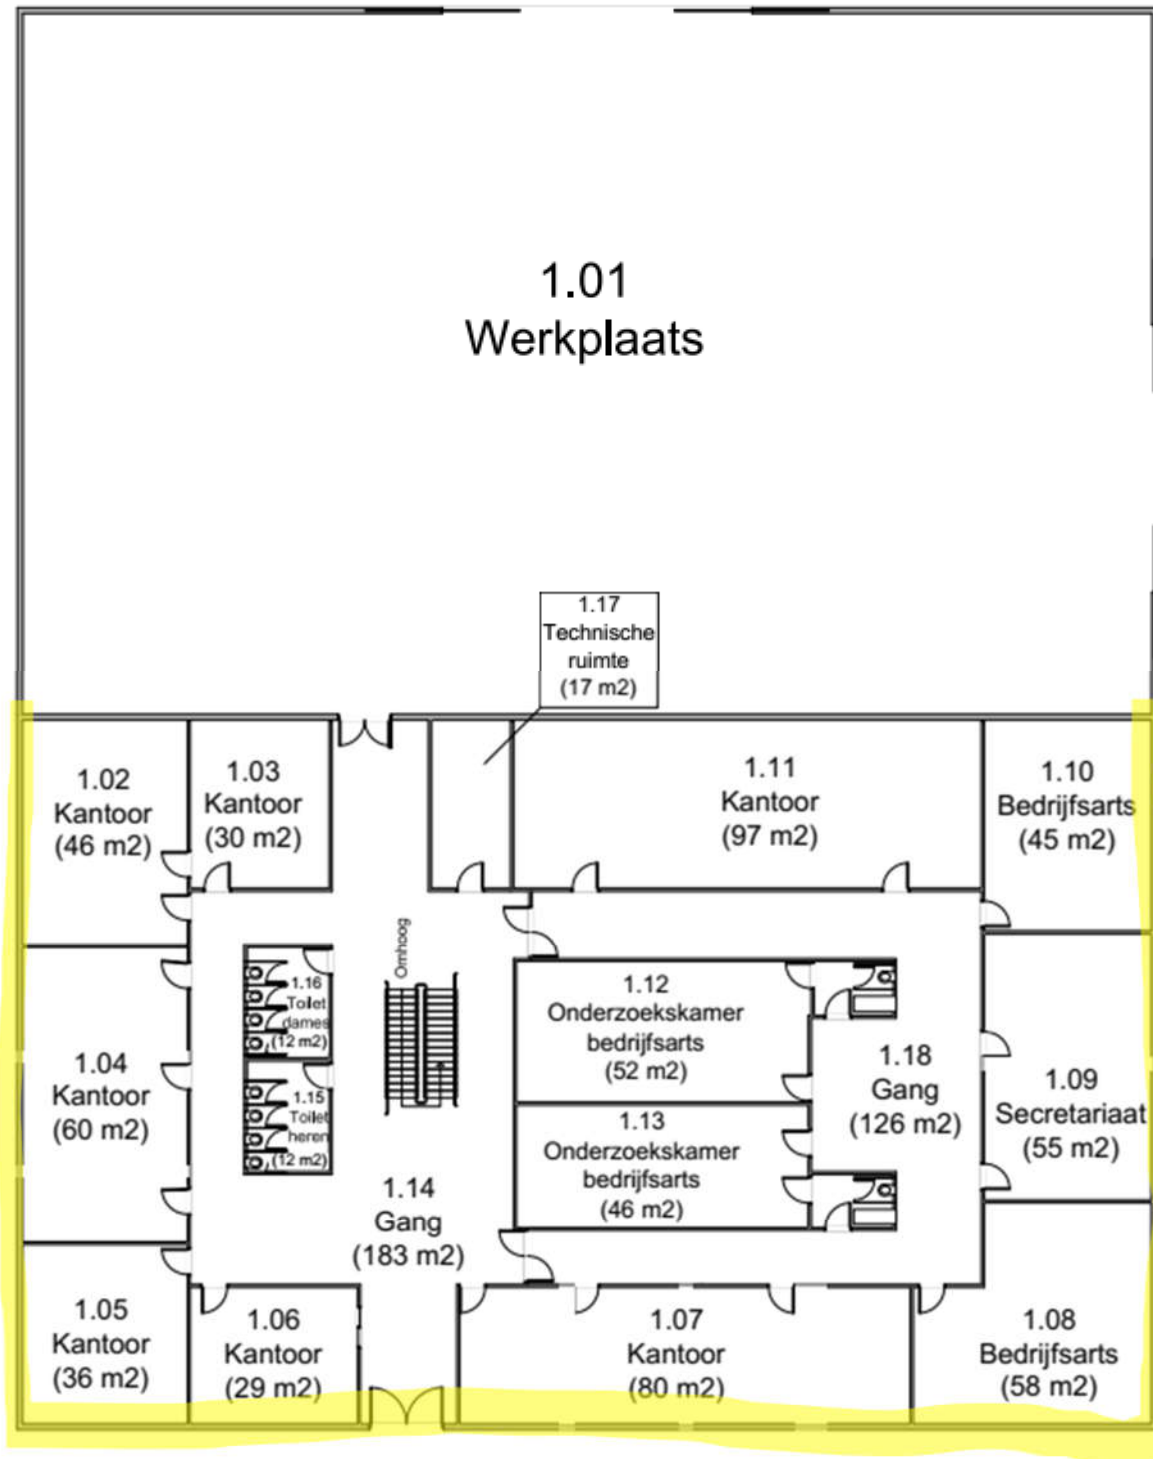 1.01
Werkplaats
1.17
Technische
ruimte
(17 m2)
1.02
Kantoor
(46 m2)
1.03
Kantoor
(30 m2)
1.11
Kantoor
(97 m2)
1.10
Bedrijfsarts
(45 m2)
Omhoog
1.16
Toilet
dames
(12 m2)
1.12
Onderzoekskamer
bedrijfsarts
(52 m2)
1.04
Kantoor
(60 m2)
1.15
Toilet
heren
(12 m2)
1.13
Onderzoekskamer
bedrijfsarts
(46 m2)
1.18
Gang
(126 m2)
1.09
Secretariaat
(55 m2)
1.14
Gang
(183 m2)
1.05
Kantoor
(36 m2)
1.06
Kantoor
(29 m2)
1.07
Kantoor
(80 m2)
1.08
Bedrijfsarts
(58 m2)